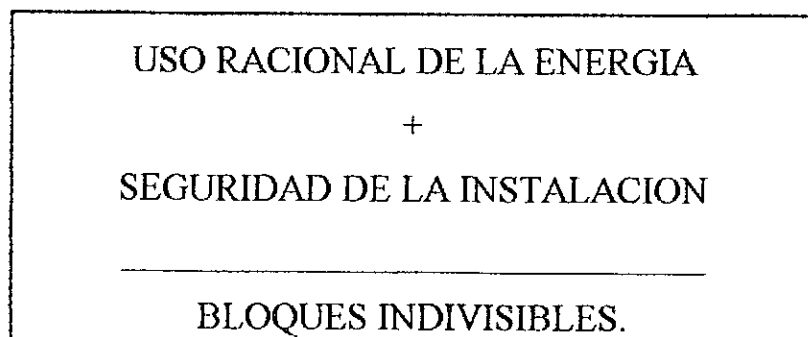 USO RACIONAL DE LA ENERGIA
+
SEGURIDAD DE LA INSTALACION
BLOQUES INDIVISIBLES.